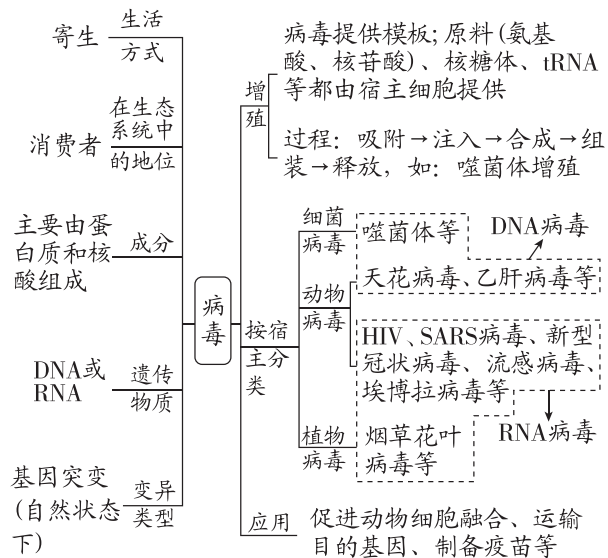 寄生
生活
方式
消费者
在生态
系统中
的地位
主要由蛋
白质和核
酸组成
成分
DNA或
RNA
遗传
物质
基因突变
(自然状态
下)
变异
类型
病毒
增殖
病毒提供模板;原料(氨基
酸、核苷酸)、核糖体、tRNA
等都由宿主细胞提供
过程:吸附→注入→合成→组
装→释放,如:噬菌体增殖
按宿
主分
类
细菌
病毒
噬菌体等
DNA病毒
动物
病毒
天花病毒、乙肝病毒等
HIV、SARS病毒、新型
冠状病毒、流感病毒、
埃博拉病毒等
植物
病毒
烟草花叶
病毒等
RNA病毒
应用
促进动物细胞融合、运输
目的基因、制备疫苗等